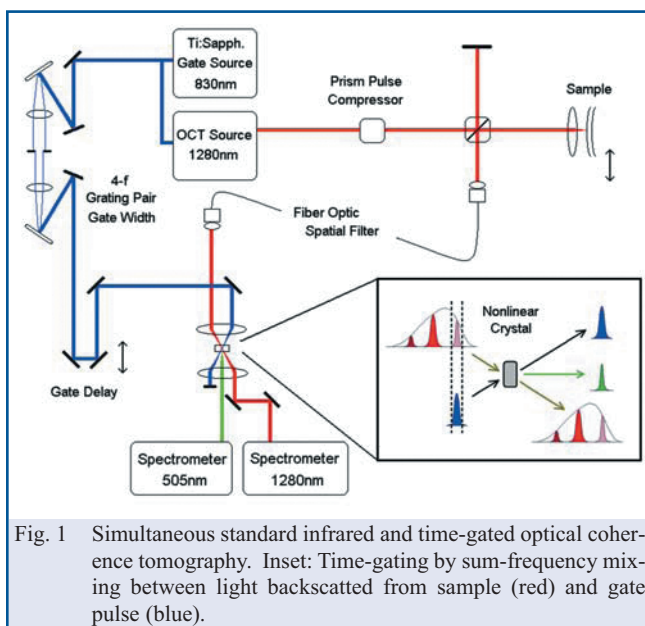 Ti:Sapph.
Gate Source
830nm
OCT Source
1280nm
Prism Pulse
Compressor
Sample
4-f
Grating Pair
Gate Width
Fiber Optic
Spatial Filter
Gate Delay
Nonlinear
Crystal
Spectrometer
505nm
Spectrometer
1280nm
Fig. 1 Simultaneous standard infrared and time-gated optical coher-
ence tomography. Inset: Time-gating by sum-frequency mix-
ing between light backscatted from sample (red) and gate
pulse (blue).